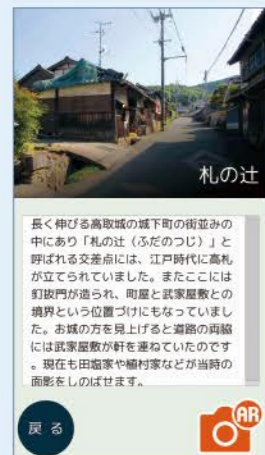 札の辻
長く伸びる高取城の城下町の街並みの
中にあり「札の辻（ふだのつじ）」と
呼ばれる交差点には、江戸時代に高札
が立てられていました。またここには
釘抜門が造られ、町屋と武家屋敷との
境界という位置づけにもなっていまし
た。お城の方を見上げると道路の両脇
には武家屋敷が軒を連ねていたのです
。現在も田塩家や植村家などが当時の
面影をしのばせます。
戻る
AR